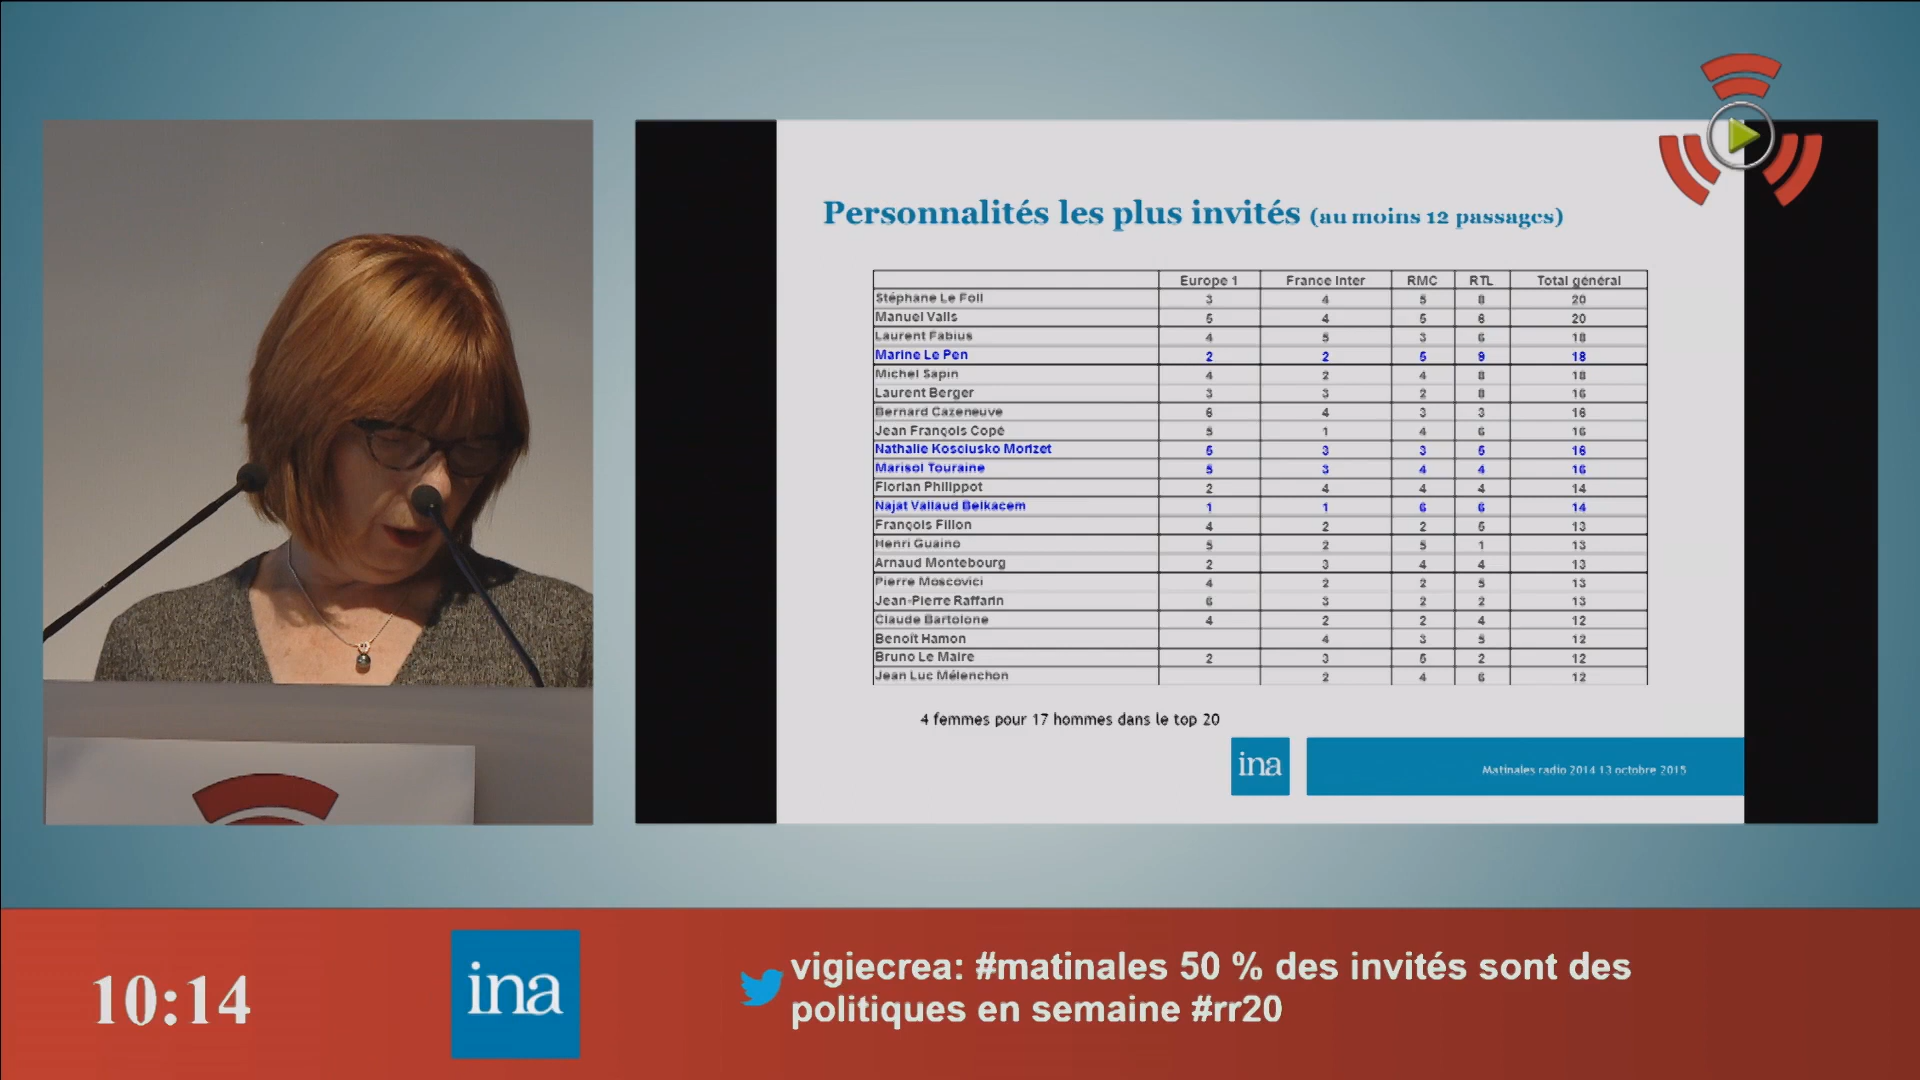 Personnalités les plus invités (au moins 12 passages)
Europe 1 France Inter RMC RTL Total général
Stéphane Le Foll 3 4 5 8 20
Manuel Valls 5 4 5 6 20
Laurent Fabius 4 5 3 6 18
Marine Le Pen 2 2 5 9 18
Michel Sapin 4 2 4 8 18
Laurent Berger 3 3 2 8 16
Bernard Cazeneuve 6 4 3 3 16
Jean François Copé 5 1 4 6 16
Nathalie Kosciusko Morizet 5 3 3 5 16
Marisol Touraine 5 3 4 4 16
Florian Philippot 2 4 4 4 14
Najat Vallaud Belkacem 1 1 6 6 14
François Fillon 4 2 2 5 13
Henri Guaino 5 2 5 1 13
Arnaud Montebourg 2 3 4 4 13
Pierre Moscovici 4 2 2 5 13
Jean-Pierre Raffarin 6 3 2 2 13
Claude Bartolone 4 2 2 4 12
Benoît Hamon 4 3 5 12
Bruno Le Maire 2 3 5 2 12
Jean Luc Mélenchon 2 4 6 12
4 femmes pour 17 hommes dans le top 20
ina
Matinales radio 2014 13 octobre 2015
10:14
ina
vigiecrea: #matinales 50 % des invités sont des
politiques en semaine #rr20